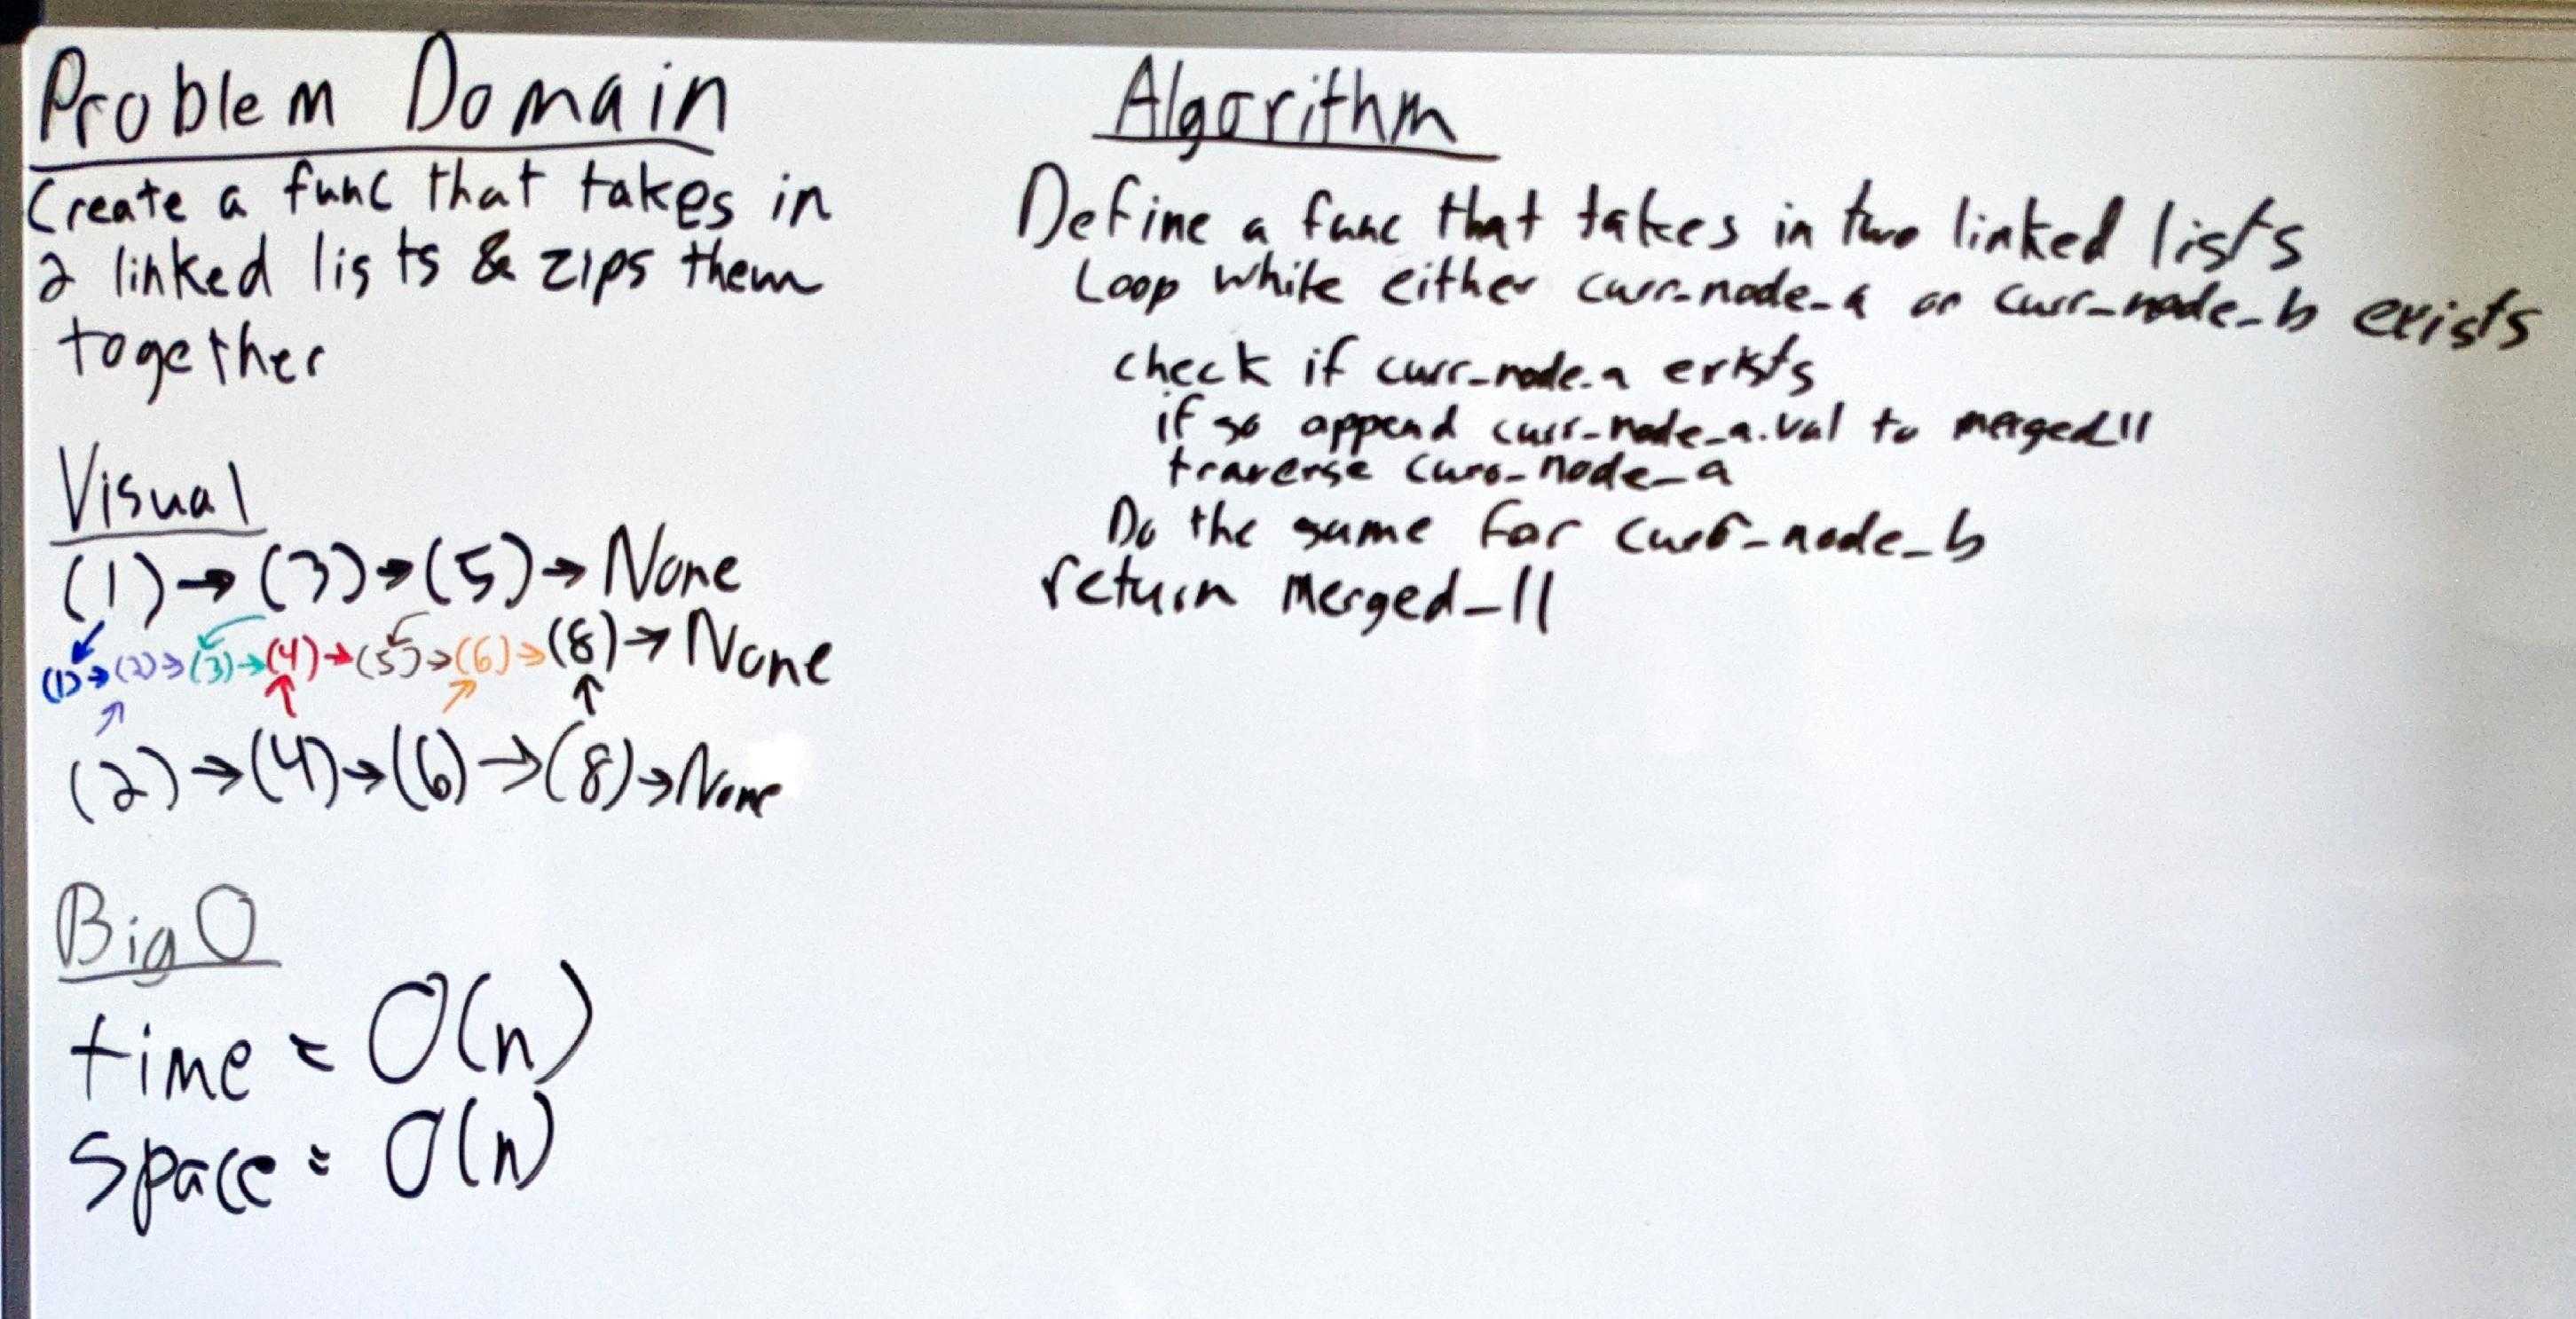 Problem Domain
Create a func that takes in
2 linked lists & zips them
together
Visual
(1) → (3) → (5) → None
(1) → (2) → (3) → (4) → (5) → (6) → (8) → None
(2) → (4) → (6) → (8) → None
Big O
time = O(n)
space = O(n)
Algorithm
Define a func that takes in two linked lists
Loop while either curr_node_a or curr_node_b exists
check if curr_node_a exists
if so append curr_node_a.val to merged_ll
traverse curr_node_a
Do the same for curr_node_b
return merged_ll